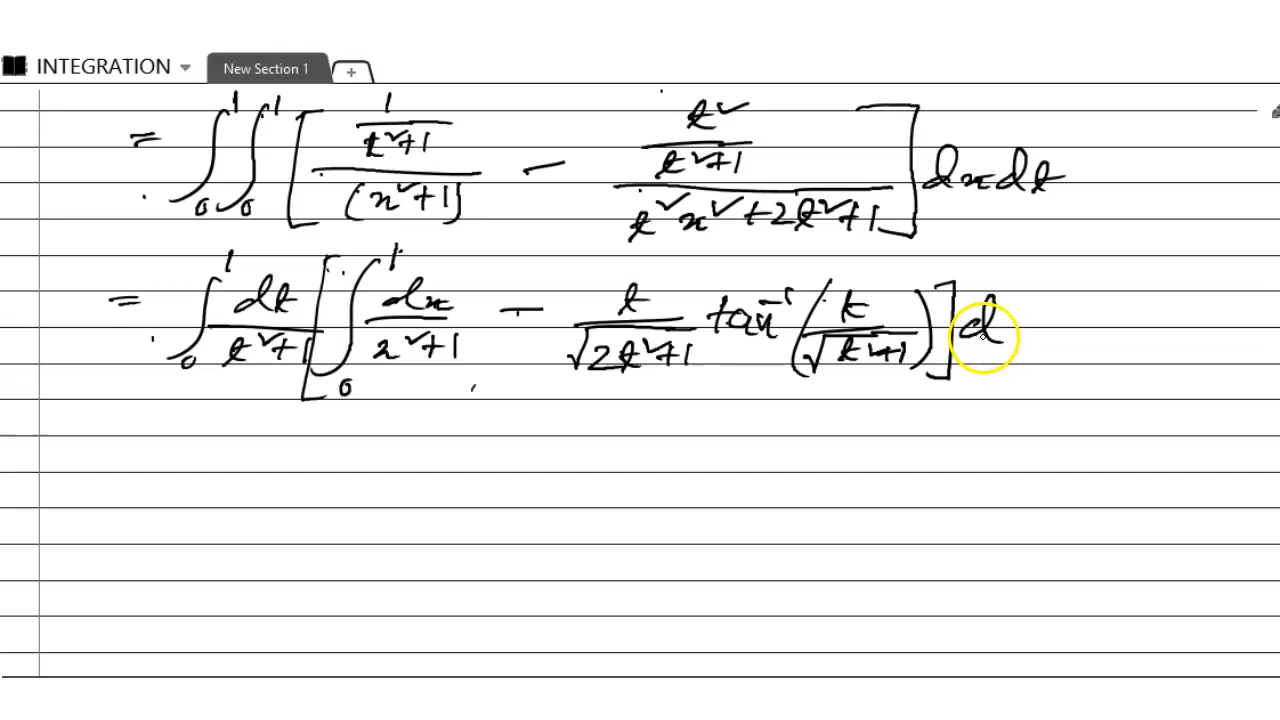 INTEGRATION
New Section 1
= ∫₀¹ ∫₀¹ [ (1/(t²+1))/(x²+1) − (t²/(t²+1))/(t²x²+2t²+1) ] dx dt
= ∫₀¹ dt/(t²+1) [ ∫₀¹ dx/(x²+1) − t/√(2t²+1) tan⁻¹(t/√(t²+1)) ] d